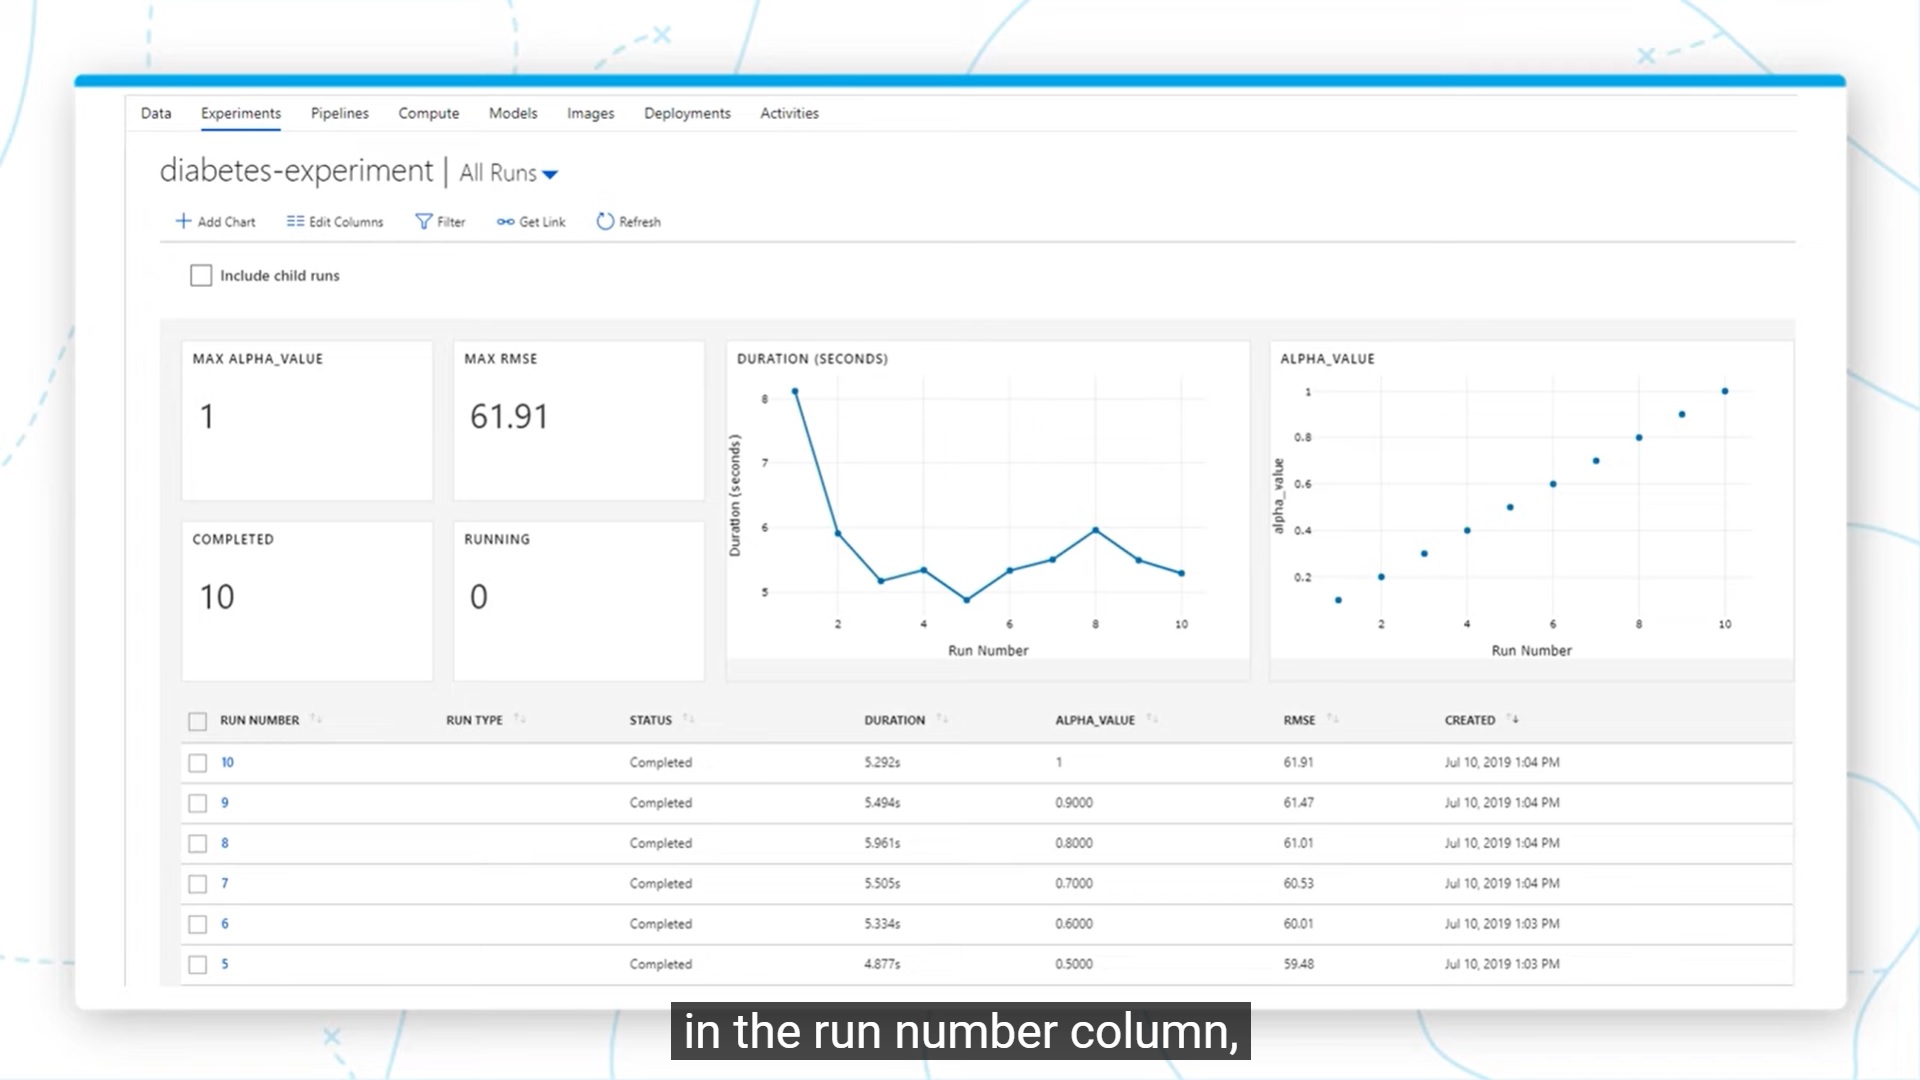 Data Experiments Pipelines Compute Models Images Deployments Activities
diabetes-experiment | All Runs
Add Chart Edit Columns Filter Get Link Refresh
Include child runs
MAX ALPHA_VALUE
1
MAX RMSE
61.91
COMPLETED
10
RUNNING
0
DURATION (SECONDS)
Duration (seconds)
8
7
6
5
2 4 6 8 10
Run Number
ALPHA_VALUE
alpha_value
1
0.8
0.6
0.4
0.2
2 4 6 8 10
Run Number
RUN NUMBER RUN TYPE STATUS DURATION ALPHA_VALUE RMSE CREATED
10 Completed 5.292s 1 61.91 Jul 10, 2019 1:04 PM
9 Completed 5.494s 0.9000 61.47 Jul 10, 2019 1:04 PM
8 Completed 5.961s 0.8000 61.01 Jul 10, 2019 1:04 PM
7 Completed 5.505s 0.7000 60.53 Jul 10, 2019 1:04 PM
6 Completed 5.334s 0.6000 60.01 Jul 10, 2019 1:03 PM
5 Completed 4.877s 0.5000 59.48 Jul 10, 2019 1:03 PM
in the run number column,